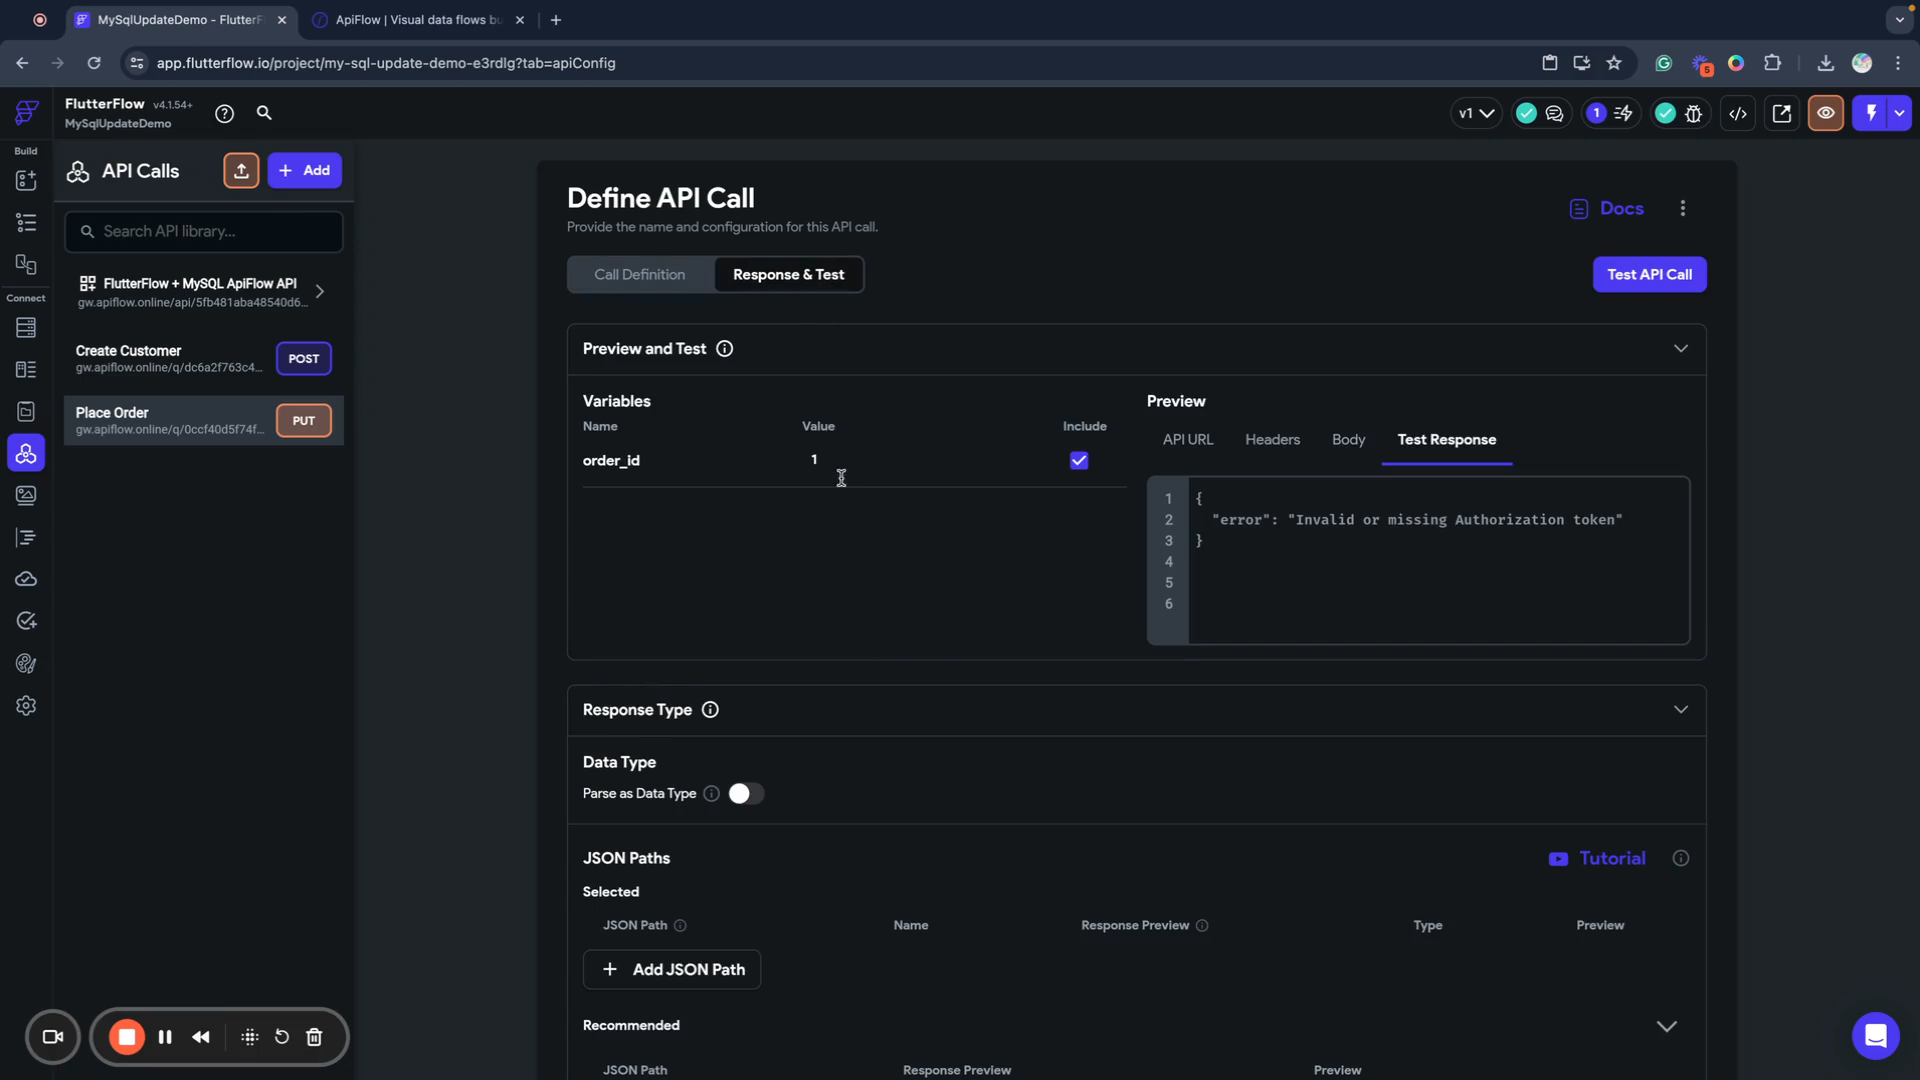 MySqlUpdateDemo - FlutterF
ApiFlow | Visual data flows bu
app.flutterflow.io/project/my-sql-update-demo-e3rdlg?tab=apiConfig
5
FlutterFlow v4.1.54+
MySqlUpdateDemo
v1
1
Build
Connect
API Calls
+ Add
Search API library...
FlutterFlow + MySQL ApiFlow API
gw.apiflow.online/api/5fb481aba48540d6...
Create Customer
gw.apiflow.online/q/dc6a2f763c4...
POST
Place Order
gw.apiflow.online/q/0ccf40d5f74f...
PUT
Define API Call
Provide the name and configuration for this API call.
Docs
Call Definition
Response & Test
Test API Call
Preview and Test
Variables
Name Value Include
order_id 1
Preview
API URL Headers Body Test Response
1 {
2 "error": "Invalid or missing Authorization token"
3 }
4
5
6
Response Type
Data Type
Parse as Data Type
JSON Paths
Tutorial
Selected
JSON Path Name Response Preview Type Preview
+ Add JSON Path
Recommended
JSON Path Response Preview Preview